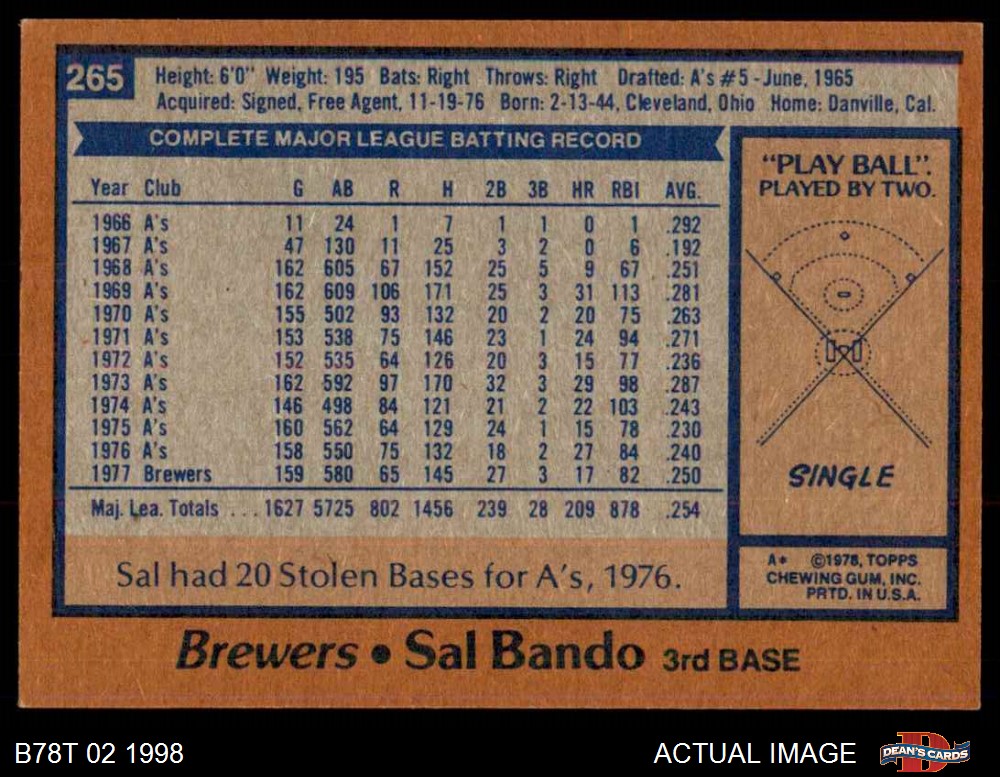 265
Height: 6'0" Weight: 195 Bats: Right Throws: Right Drafted: A's #5 - June, 1965
Acquired: Signed, Free Agent, 11-19-76 Born: 2-13-44, Cleveland, Ohio Home: Danville, Cal.
COMPLETE MAJOR LEAGUE BATTING RECORD
Year Club G AB R H 2B 3B HR RBI AVG.
1966 A's 11 24 1 7 1 1 0 1 .292
1967 A's 47 130 11 25 3 2 0 6 .192
1968 A's 162 605 67 152 25 5 9 67 .251
1969 A's 162 609 106 171 25 3 31 113 .281
1970 A's 155 502 93 132 20 2 20 75 .263
1971 A's 153 538 75 146 23 1 24 94 .271
1972 A's 152 535 64 126 20 3 15 77 .236
1973 A's 162 592 97 170 32 3 29 98 .287
1974 A's 146 498 84 121 21 2 22 103 .243
1975 A's 160 562 64 129 24 1 15 78 .230
1976 A's 158 550 75 132 18 2 27 84 .240
1977 Brewers 159 580 65 145 27 3 17 82 .250
Maj. Lea. Totals ... 1627 5725 802 1456 239 28 209 878 .254
Sal had 20 Stolen Bases for A's, 1976.
"PLAY BALL".
PLAYED BY TWO.
SINGLE
A* ©1978, TOPPS
CHEWING GUM, INC.
PRTD. IN U.S.A.
Brewers • Sal Bando 3rd BASE
B78T 02 1998
ACTUAL IMAGE
D
DEAN'S CARDS